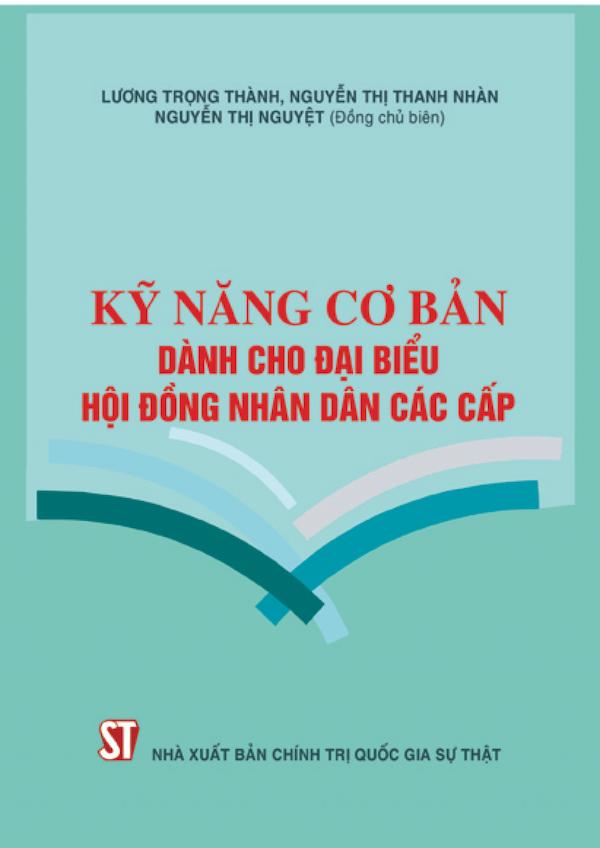 LƯƠNG TRỌNG THÀNH, NGUYỄN THỊ THANH NHÀN
NGUYỄN THỊ NGUYỆT (Đồng chủ biên)
KỸ NĂNG CƠ BẢN
DÀNH CHO ĐẠI BIỂU
HỘI ĐỒNG NHÂN DÂN CÁC CẤP
ST
NHÀ XUẤT BẢN CHÍNH TRỊ QUỐC GIA SỰ THẬT